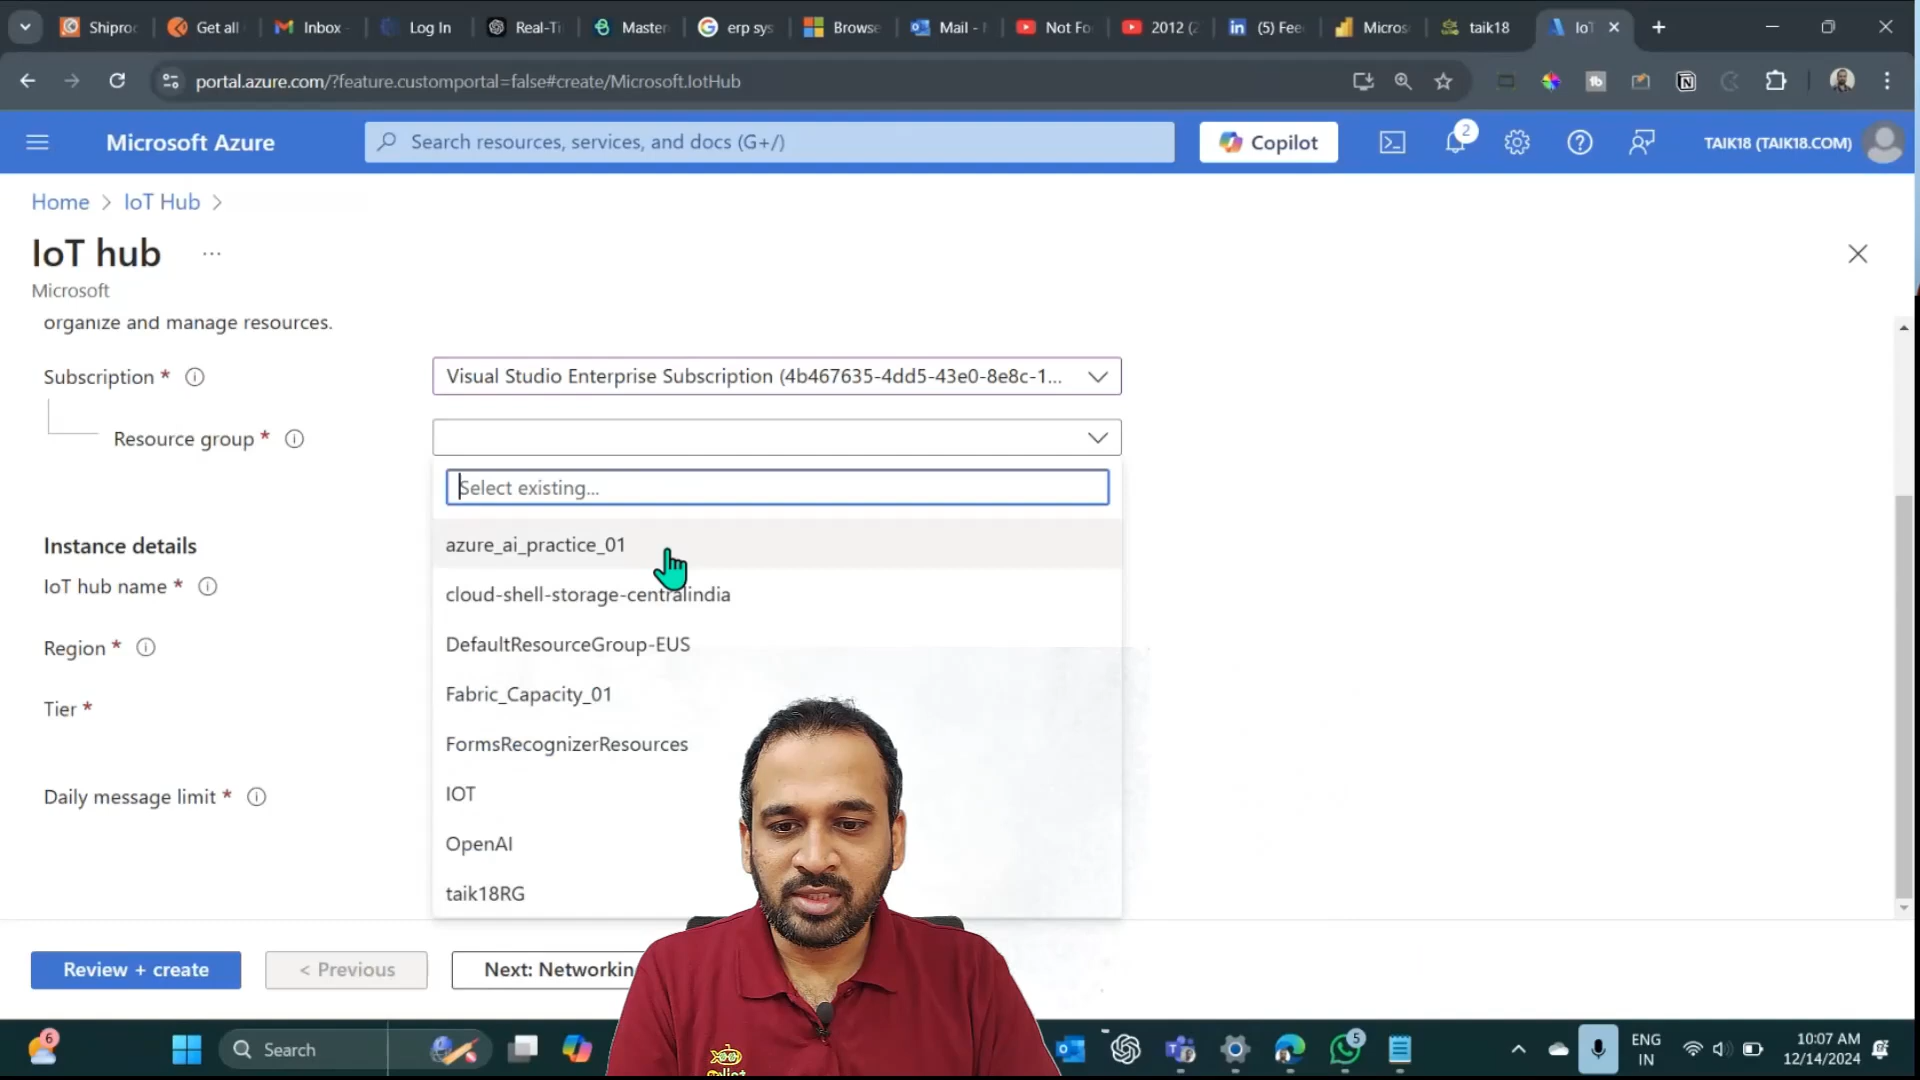 Shiproc
Get all
Inbox
Log In
Real-Ti
Master
erp sys
Browse
Mail -
Not Fo
2012 (2
(5) Fee
Micros
taik18
IoT
portal.azure.com/?feature.customportal=false#create/Microsoft.IotHub
Microsoft Azure
Search resources, services, and docs (G+/)
Copilot
2
TAIK18 (TAIK18.COM)
Home > IoT Hub >
IoT hub ...
Microsoft
organize and manage resources.
Subscription *
Visual Studio Enterprise Subscription (4b467635-4dd5-43e0-8e8c-1...
Resource group *
Select existing...
azure_ai_practice_01
cloud-shell-storage-centralindia
DefaultResourceGroup-EUS
Fabric_Capacity_01
FormsRecognizerResources
IOT
OpenAI
taik18RG
Instance details
IoT hub name *
Region *
Tier *
Daily message limit *
Review + create
< Previous
Next: Networkin
6
Search
5
ENG
IN
10:07 AM
12/14/2024